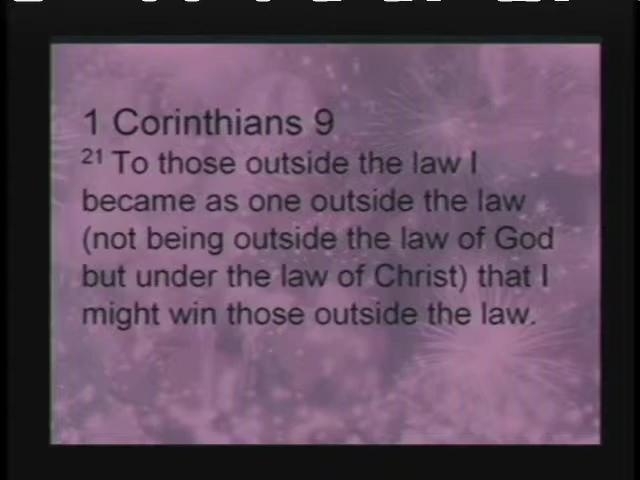 1 Corinthians 9
21 To those outside the law I
became as one outside the law
(not being outside the law of God
but under the law of Christ) that I
might win those outside the law.